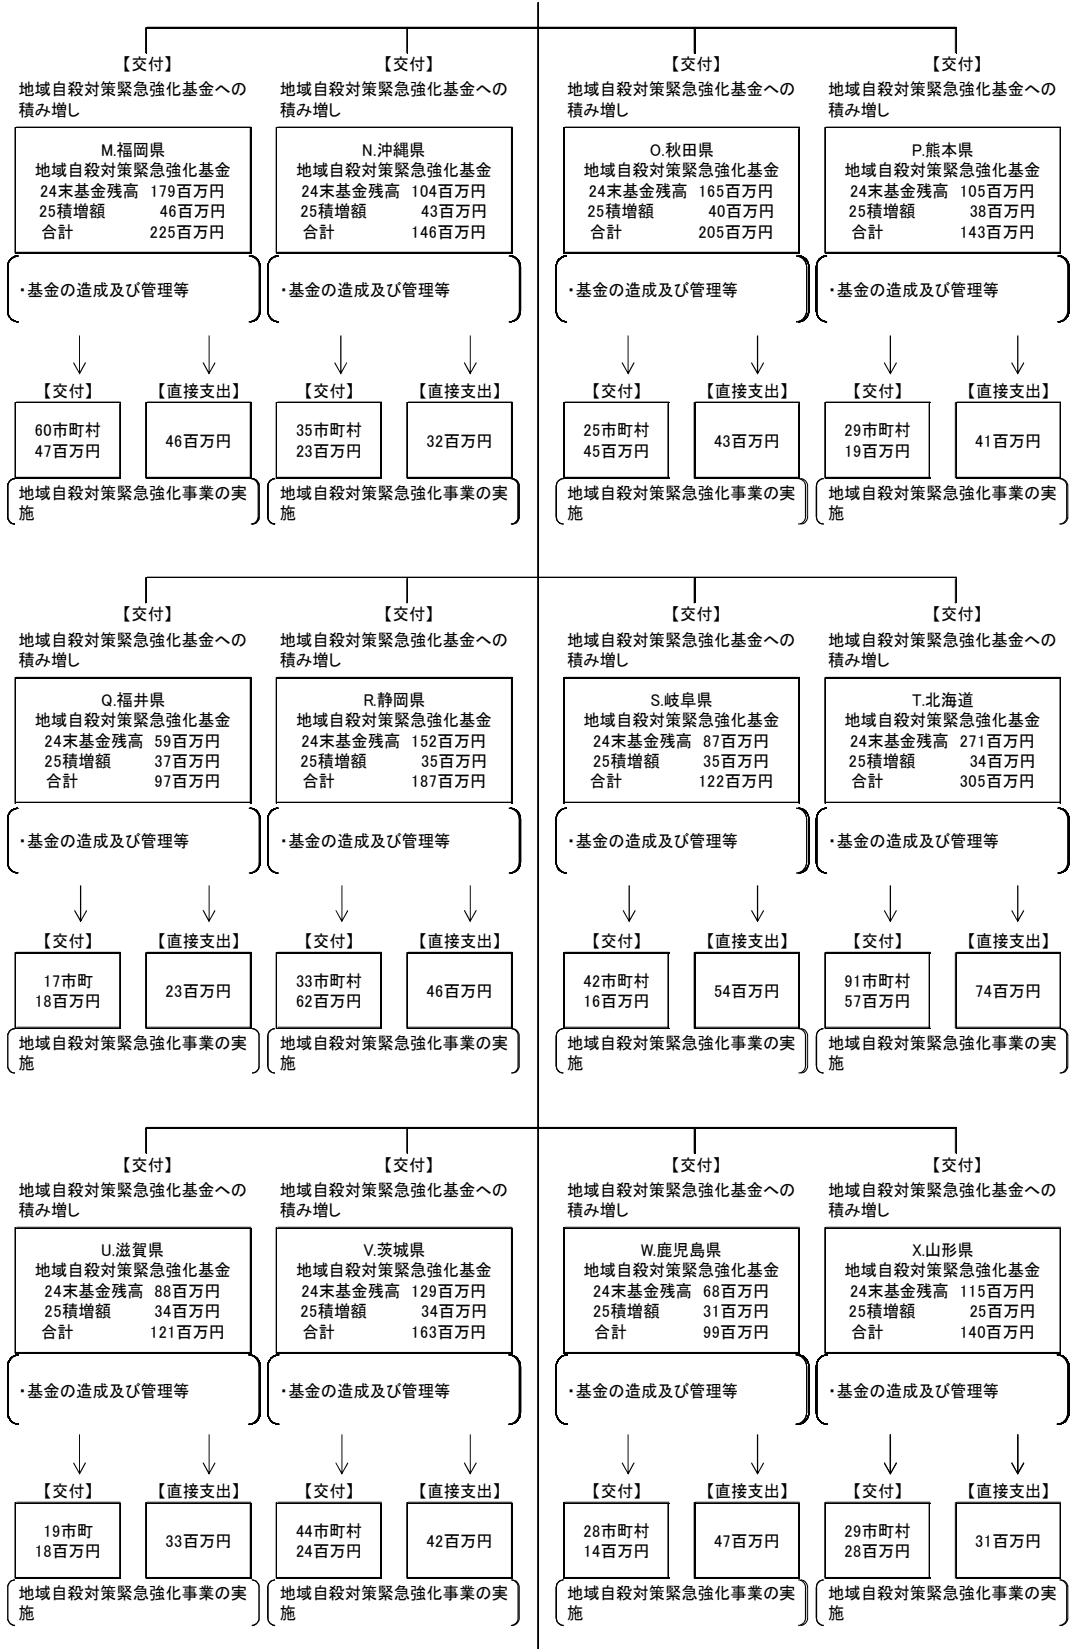 【交付】
地域自殺対策緊急強化基金への
積み増し
M.福岡県
地域自殺対策緊急強化基金
24末基金残高 179百万円
25積増額 46百万円
合計 225百万円
・基金の造成及び管理等
【交付】
60市町村
47百万円
【直接支出】
46百万円
地域自殺対策緊急強化事業の実
施
【交付】
地域自殺対策緊急強化基金への
積み増し
N.沖縄県
地域自殺対策緊急強化基金
24末基金残高 104百万円
25積増額 43百万円
合計 146百万円
・基金の造成及び管理等
【交付】
35市町村
23百万円
【直接支出】
32百万円
地域自殺対策緊急強化事業の実
施
【交付】
地域自殺対策緊急強化基金への
積み増し
O.秋田県
地域自殺対策緊急強化基金
24末基金残高 165百万円
25積増額 40百万円
合計 205百万円
・基金の造成及び管理等
【交付】
25市町村
45百万円
【直接支出】
43百万円
地域自殺対策緊急強化事業の実
施
【交付】
地域自殺対策緊急強化基金への
積み増し
P.熊本県
地域自殺対策緊急強化基金
24末基金残高 105百万円
25積増額 38百万円
合計 143百万円
・基金の造成及び管理等
【交付】
29市町村
19百万円
【直接支出】
41百万円
地域自殺対策緊急強化事業の実
施
【交付】
地域自殺対策緊急強化基金への
積み増し
Q.福井県
地域自殺対策緊急強化基金
24末基金残高 59百万円
25積増額 37百万円
合計 97百万円
・基金の造成及び管理等
【交付】
17市町
18百万円
【直接支出】
23百万円
地域自殺対策緊急強化事業の実
施
【交付】
地域自殺対策緊急強化基金への
積み増し
R.静岡県
地域自殺対策緊急強化基金
24末基金残高 152百万円
25積増額 35百万円
合計 187百万円
・基金の造成及び管理等
【交付】
33市町村
62百万円
【直接支出】
46百万円
地域自殺対策緊急強化事業の実
施
【交付】
地域自殺対策緊急強化基金への
積み増し
S.岐阜県
地域自殺対策緊急強化基金
24末基金残高 87百万円
25積増額 35百万円
合計 122百万円
・基金の造成及び管理等
【交付】
42市町村
16百万円
【直接支出】
54百万円
地域自殺対策緊急強化事業の実
施
【交付】
地域自殺対策緊急強化基金への
積み増し
T.北海道
地域自殺対策緊急強化基金
24末基金残高 271百万円
25積増額 34百万円
合計 305百万円
・基金の造成及び管理等
【交付】
91市町村
57百万円
【直接支出】
74百万円
地域自殺対策緊急強化事業の実
施
【交付】
地域自殺対策緊急強化基金への
積み増し
U.滋賀県
地域自殺対策緊急強化基金
24末基金残高 88百万円
25積増額 34百万円
合計 121百万円
・基金の造成及び管理等
【交付】
19市町
18百万円
【直接支出】
33百万円
地域自殺対策緊急強化事業の実
施
【交付】
地域自殺対策緊急強化基金への
積み増し
V.茨城県
地域自殺対策緊急強化基金
24末基金残高 129百万円
25積増額 34百万円
合計 163百万円
・基金の造成及び管理等
【交付】
44市町村
24百万円
【直接支出】
42百万円
地域自殺対策緊急強化事業の実
施
【交付】
地域自殺対策緊急強化基金への
積み増し
W.鹿児島県
地域自殺対策緊急強化基金
24末基金残高 68百万円
25積増額 31百万円
合計 99百万円
・基金の造成及び管理等
【交付】
28市町村
14百万円
【直接支出】
47百万円
地域自殺対策緊急強化事業の実
施
【交付】
地域自殺対策緊急強化基金への
積み増し
X.山形県
地域自殺対策緊急強化基金
24末基金残高 115百万円
25積増額 25百万円
合計 140百万円
・基金の造成及び管理等
【交付】
29市町村
28百万円
【直接支出】
31百万円
地域自殺対策緊急強化事業の実
施